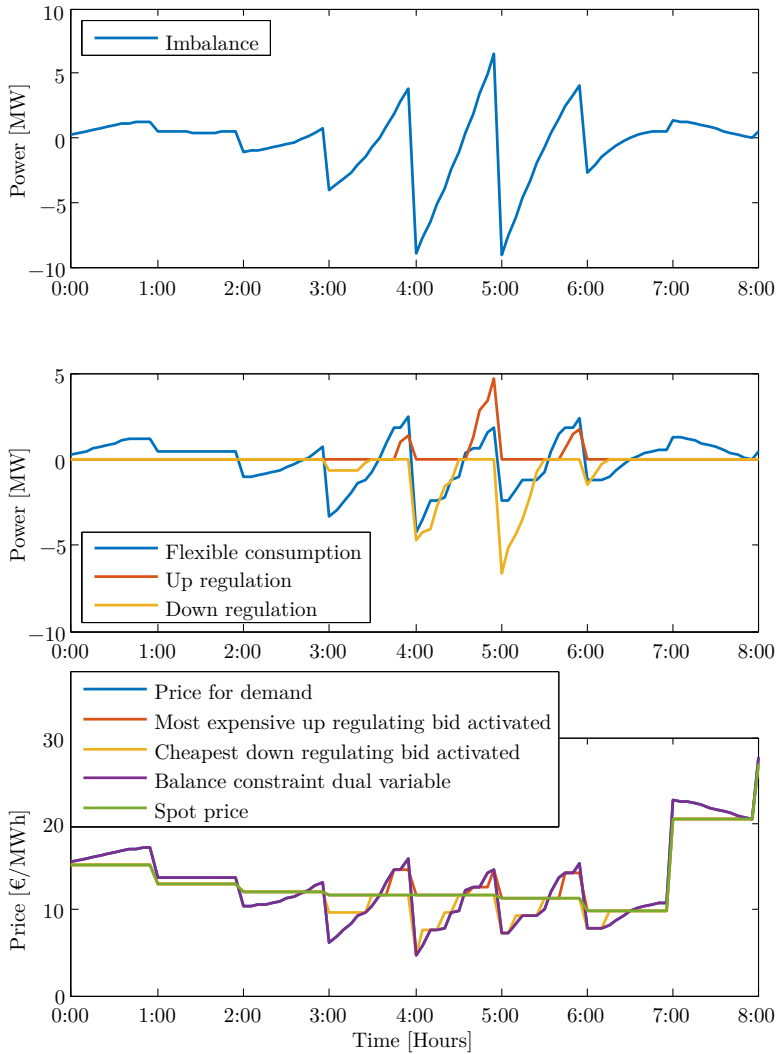 10
Imbalance
5
0
−5
−10
Power [MW]
0:00 1:00 2:00 3:00 4:00 5:00 6:00 7:00 8:00
5
0
−5
−10
Power [MW]
Flexible consumption
Up regulation
Down regulation
0:00 1:00 2:00 3:00 4:00 5:00 6:00 7:00 8:00
Price for demand
Most expensive up regulating bid activated
Cheapest down regulating bid activated
Balance constraint dual variable
Spot price
30
20
10
0
Price [€/MWh]
0:00 1:00 2:00 3:00 4:00 5:00 6:00 7:00 8:00
Time [Hours]